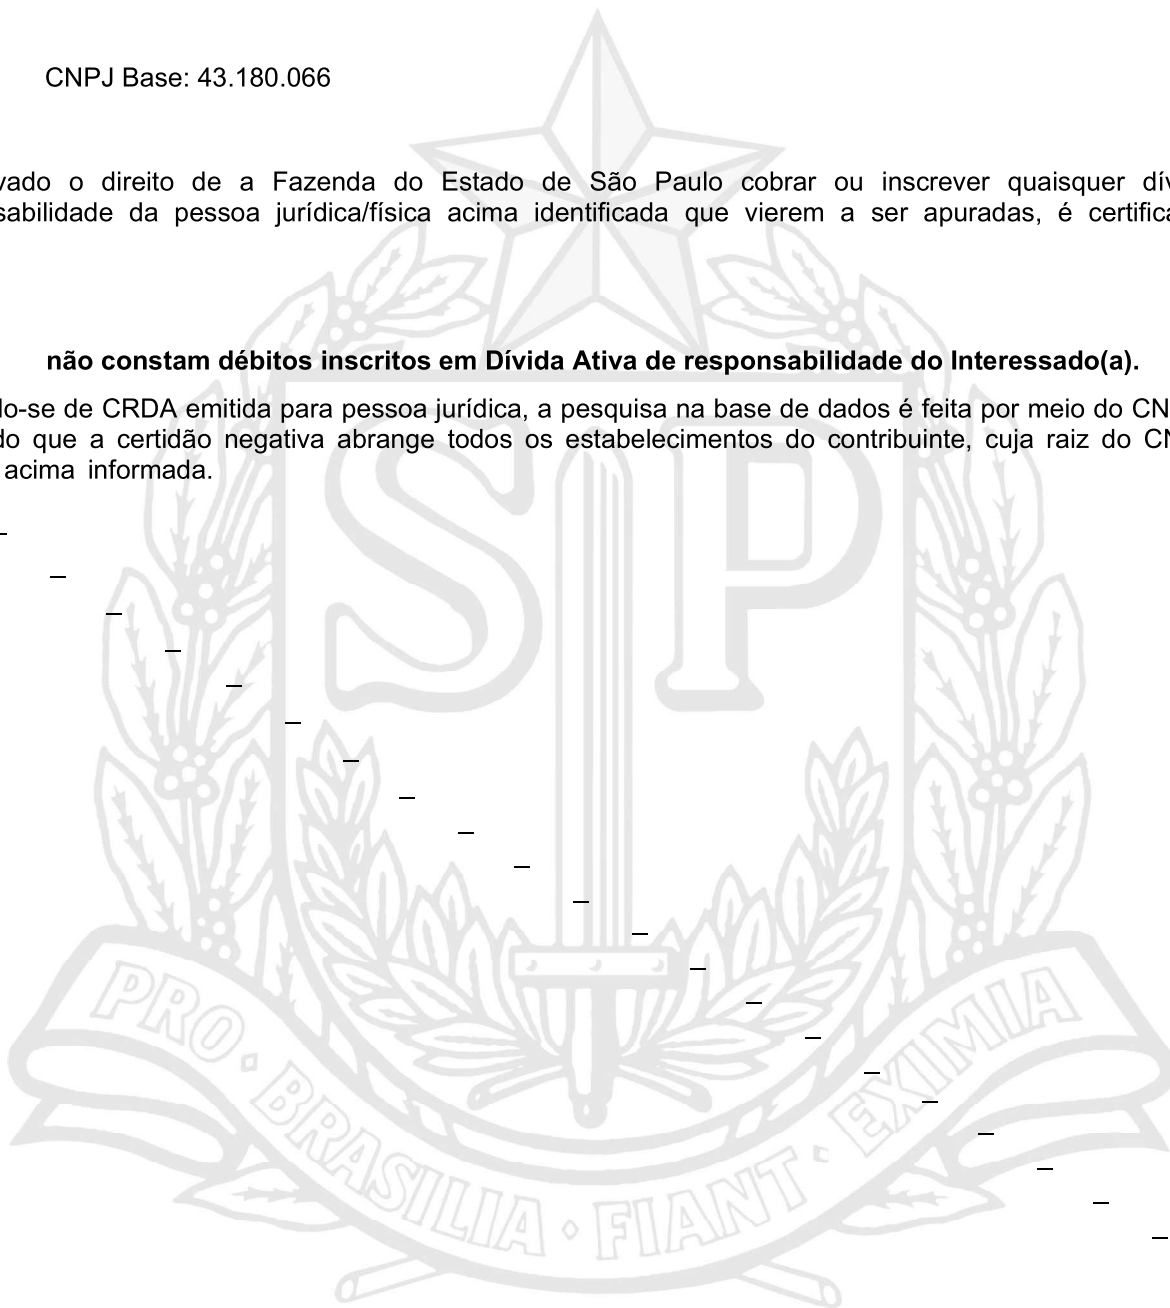 CNPJ Base: 43.180.066
vado o direito de a Fazenda do Estado de São Paulo cobrar ou inscrever quaisquer dív
sabilidade da pessoa jurídica/física acima identificada que vierem a ser apuradas, é certifica
não constam débitos inscritos em Dívida Ativa de responsabilidade do Interessado(a).
do-se de CRDA emitida para pessoa jurídica, a pesquisa na base de dados é feita por meio do CN
do que a certidão negativa abrange todos os estabelecimentos do contribuinte, cuja raiz do CN
acima informada.
SP
PRO · BRASILIA · FIANT · EXIMIA